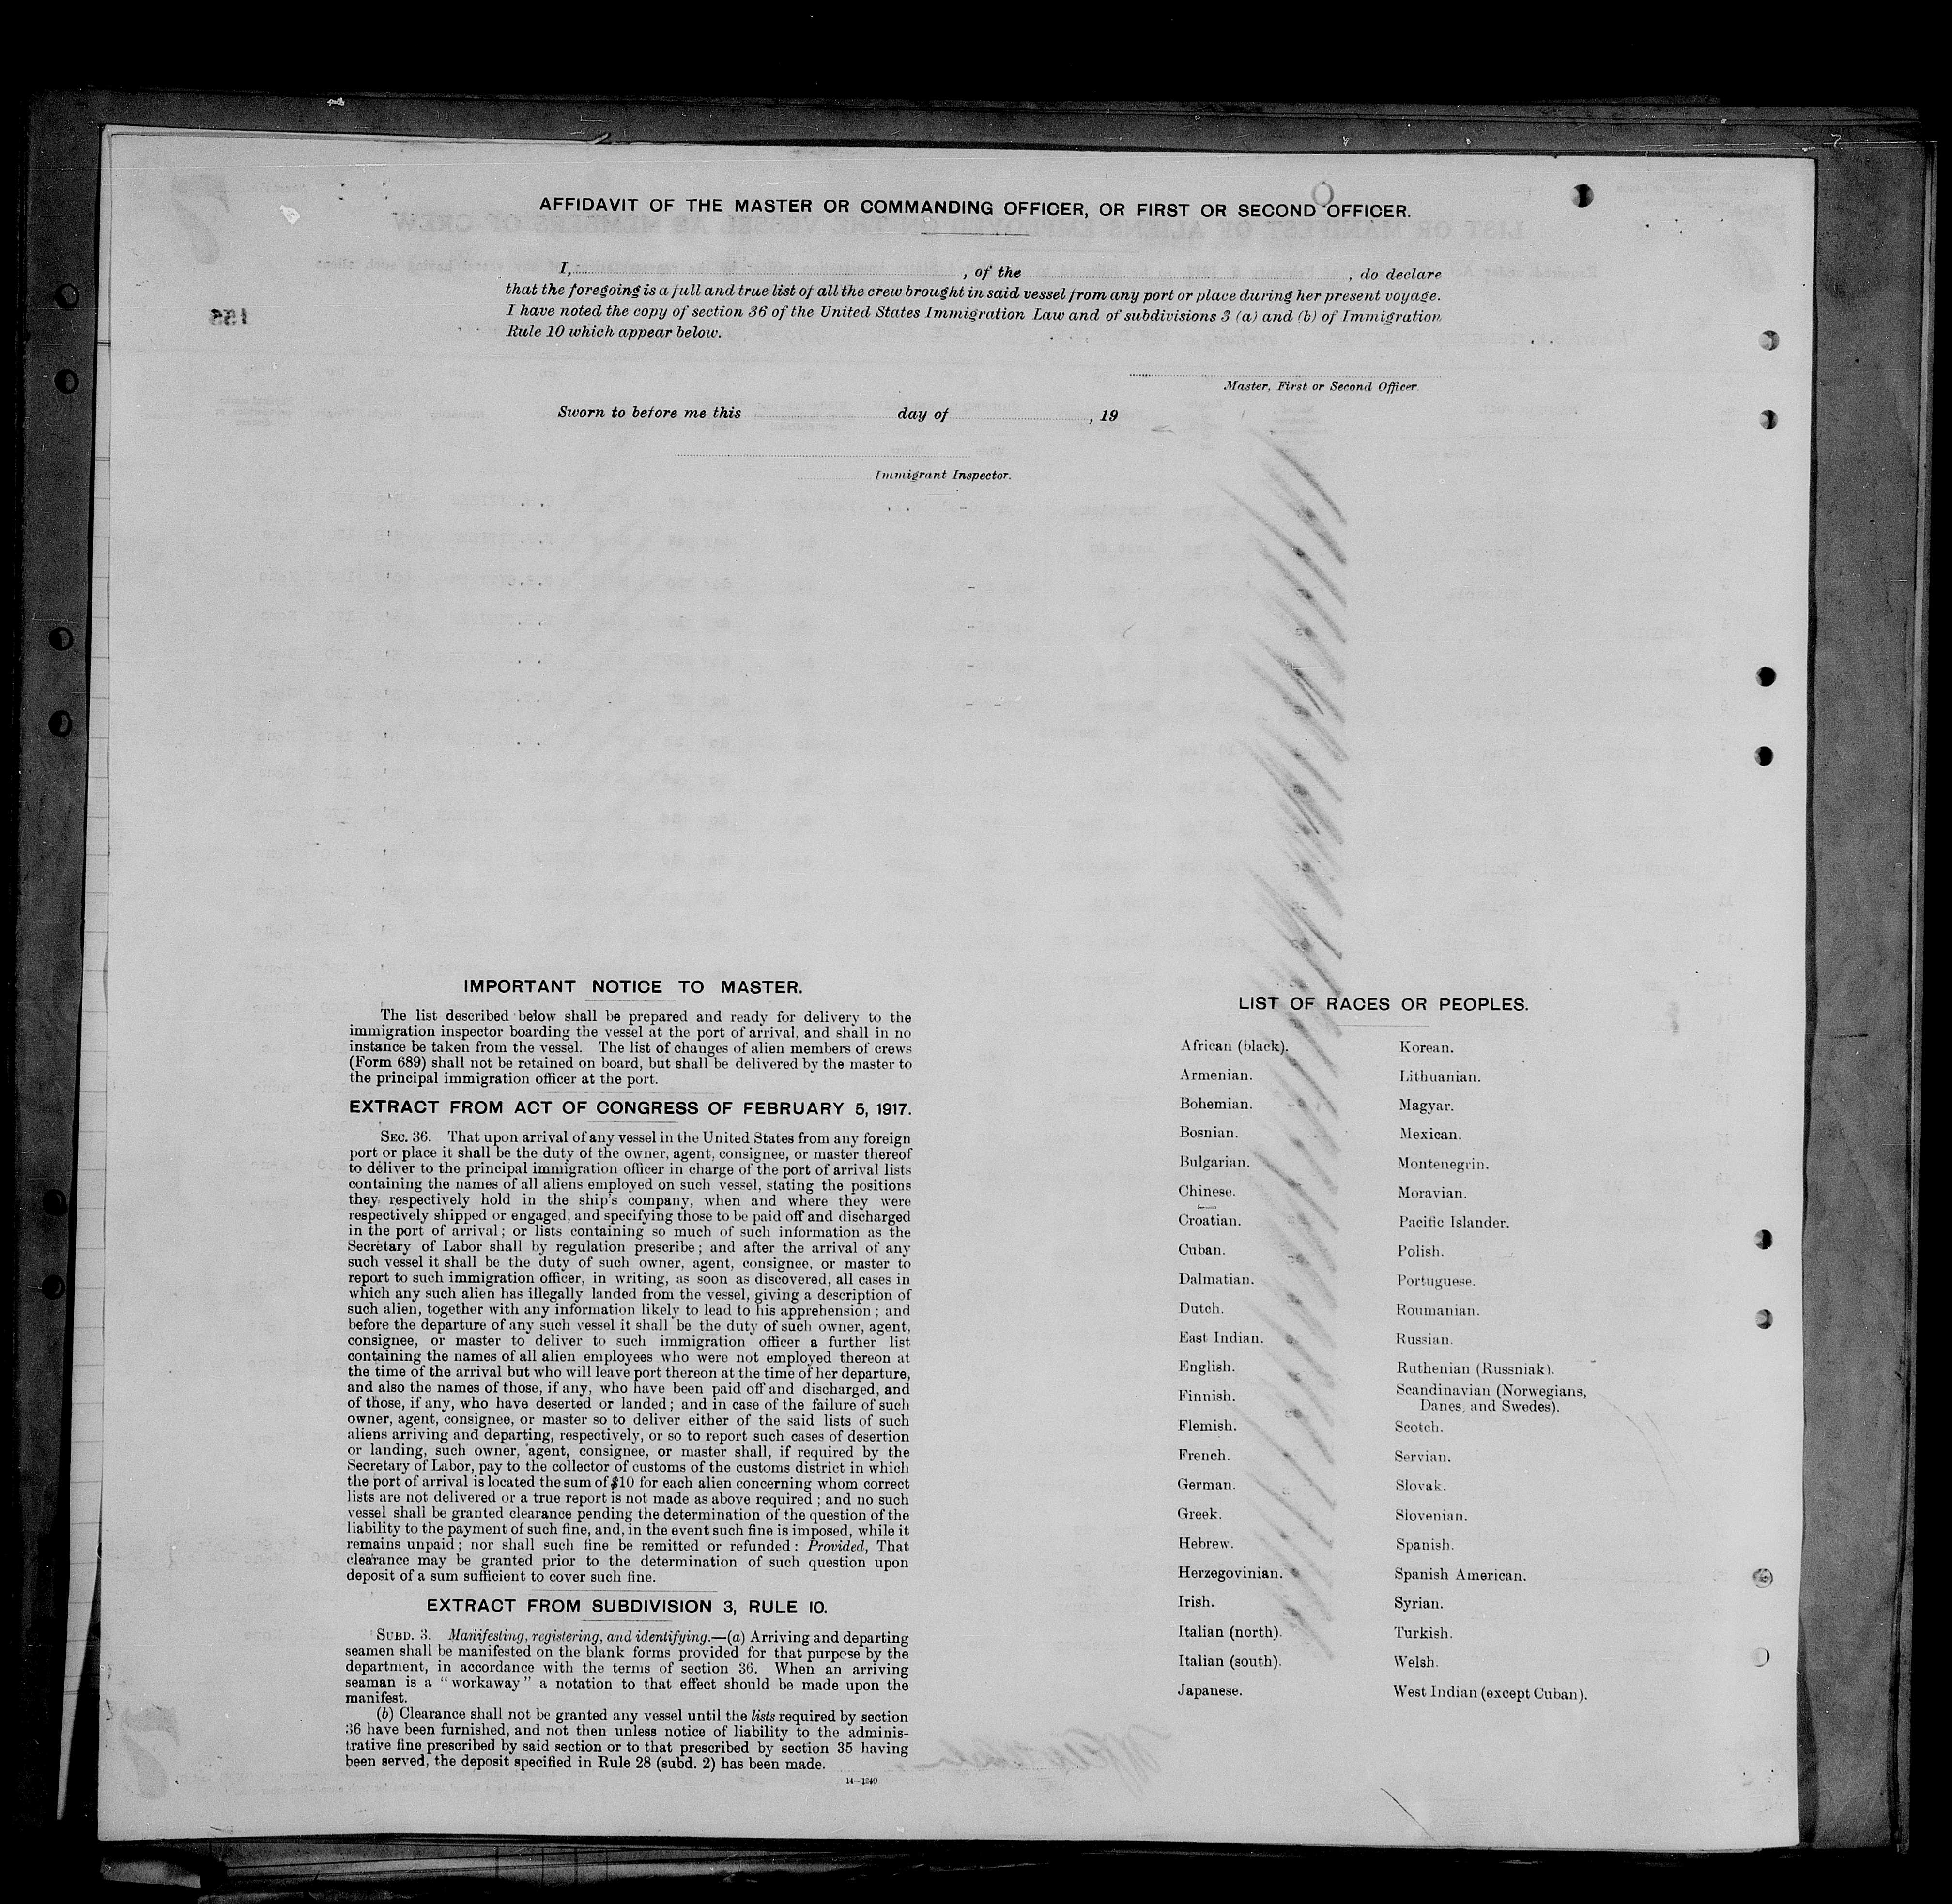 AFFIDAVIT OF THE MASTER OR COMMANDING OFFICER, OR FIRST OR SECOND OFFICER.
I, , of the , do declare
that the foregoing is a full and true list of all the crew brought in said vessel from any port or place during her present voyage.
I have noted the copy of section 36 of the United States Immigration Law and of subdivisions 3 (a) and (b) of Immigration
Rule 10 which appear below.
Master, First or Second Officer.
Sworn to before me this day of , 19
Immigrant Inspector.
IMPORTANT NOTICE TO MASTER.
The list described below shall be prepared and ready for delivery to the
immigration inspector boarding the vessel at the port of arrival, and shall in no
instance be taken from the vessel. The list of changes of alien members of crews
(Form 689) shall not be retained on board, but shall be delivered by the master to
the principal immigration officer at the port.
EXTRACT FROM ACT OF CONGRESS OF FEBRUARY 5, 1917.
SEC. 36. That upon arrival of any vessel in the United States from any foreign
port or place it shall be the duty of the owner, agent, consignee, or master thereof
to deliver to the principal immigration officer in charge of the port of arrival lists
containing the names of all aliens employed on such vessel, stating the positions
they respectively hold in the ship's company, when and where they were
respectively shipped or engaged, and specifying those to be paid off and discharged
in the port of arrival; or lists containing so much of such information as the
Secretary of Labor shall by regulation prescribe; and after the arrival of any
such vessel it shall be the duty of such owner, agent, consignee, or master to
report to such immigration officer, in writing, as soon as discovered, all cases in
which any such alien has illegally landed from the vessel, giving a description of
such alien, together with any information likely to lead to his apprehension; and
before the departure of any such vessel it shall be the duty of such owner, agent,
consignee, or master to deliver to such immigration officer a further list
containing the names of all alien employees who were not employed thereon at
the time of the arrival but who will leave port thereon at the time of her departure,
and also the names of those, if any, who have been paid off and discharged, and
of those, if any, who have deserted or landed; and in case of the failure of such
owner, agent, consignee, or master so to deliver either of the said lists of such
aliens arriving and departing, respectively, or so to report such cases of desertion
or landing, such owner, agent, consignee, or master shall, if required by the
Secretary of Labor, pay to the collector of customs of the customs district in which
the port of arrival is located the sum of $10 for each alien concerning whom correct
lists are not delivered or a true report is not made as above required; and no such
vessel shall be granted clearance pending the determination of the question of the
liability to the payment of such fine, and, in the event such fine is imposed, while it
remains unpaid; nor shall such fine be remitted or refunded: Provided, That
clearance may be granted prior to the determination of such question upon
deposit of a sum sufficient to cover such fine.
EXTRACT FROM SUBDIVISION 3, RULE 10.
SUBD. 3. Manifesting, registering, and identifying.—(a) Arriving and departing
seamen shall be manifested on the blank forms provided for that purpose by the
department, in accordance with the terms of section 36. When an arriving
seaman is a "workaway" a notation to that effect should be made upon the
manifest.
(b) Clearance shall not be granted any vessel until the lists required by section
36 have been furnished, and not then unless notice of liability to the adminis-
trative fine prescribed by said section or to that prescribed by section 35 having
been served, the deposit specified in Rule 28 (subd. 2) has been made.
14—1240
LIST OF RACES OR PEOPLES.
African (black).
Armenian.
Bohemian.
Bosnian.
Bulgarian.
Chinese.
Croatian.
Cuban.
Dalmatian.
Dutch.
East Indian.
English.
Finnish.
Flemish.
French.
German.
Greek.
Hebrew.
Herzegovinian.
Irish.
Italian (north).
Italian (south).
Japanese.
Korean.
Lithuanian.
Magyar.
Mexican.
Montenegrin.
Moravian.
Pacific Islander.
Polish.
Portuguese.
Roumanian.
Russian.
Ruthenian (Russniak).
Scandinavian (Norwegians,
Danes, and Swedes).
Scotch.
Servian.
Slovak.
Slovenian.
Spanish.
Spanish American.
Syrian.
Turkish.
Welsh.
West Indian (except Cuban).